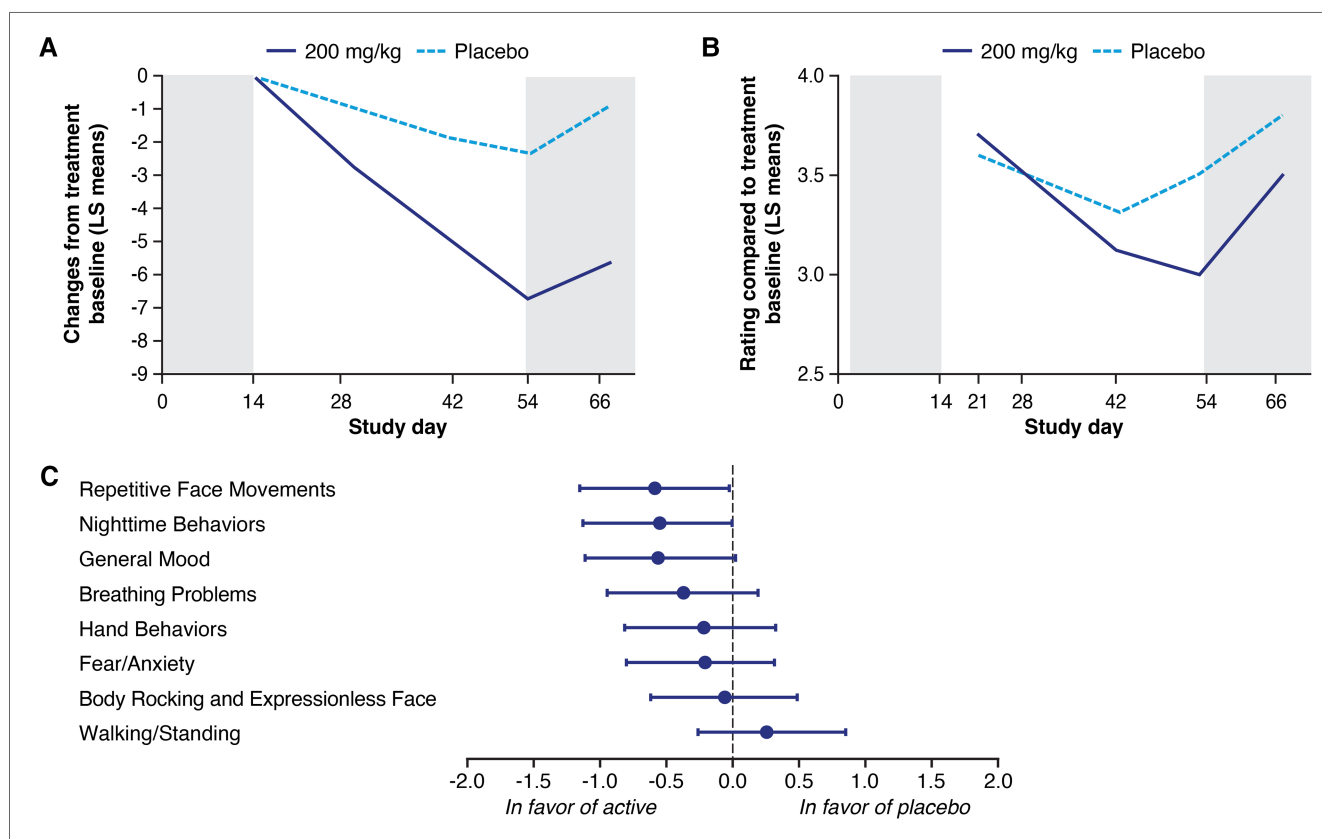 A
200 mg/kg
Placebo
Changes from treatment
baseline (LS means)
0
-1
-2
-3
-4
-5
-6
-7
-8
-9
0 14 28 42 54 66
Study day
B
200 mg/kg
Placebo
Rating compared to treatment
baseline (LS means)
4.0
3.5
3.0
2.5
0 14 21 28 42 54 66
Study day
C
Repetitive Face Movements
Nighttime Behaviors
General Mood
Breathing Problems
Hand Behaviors
Fear/Anxiety
Body Rocking and Expressionless Face
Walking/Standing
-2.0 -1.5 -1.0 -0.5 0.0 0.5 1.0 1.5 2.0
In favor of active
In favor of placebo